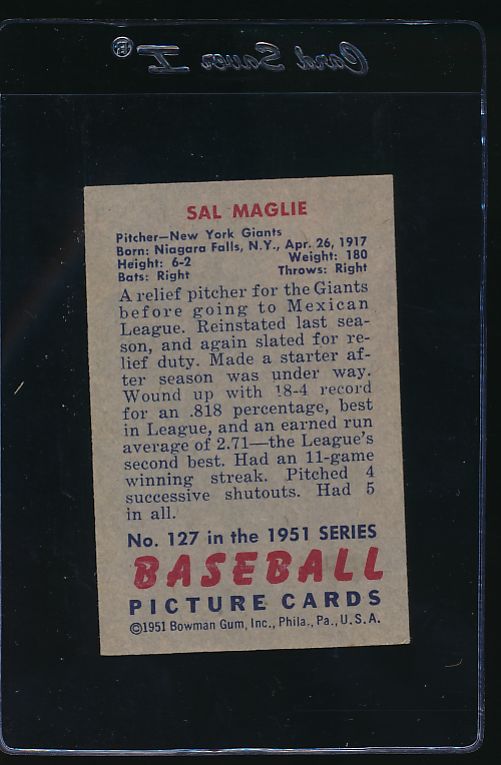 Card Saver I ®
SAL MAGLIE
Pitcher—New York Giants
Born: Niagara Falls, N.Y., Apr. 26, 1917
Height: 6-2 Weight: 180
Bats: Right Throws: Right
A relief pitcher for the Giants
before going to Mexican
League. Reinstated last sea-
son, and again slated for re-
lief duty. Made a starter af-
ter season was under way.
Wound up with 18-4 record
for an .818 percentage, best
in League, and an earned run
average of 2.71—the League's
second best. Had an 11-game
winning streak. Pitched 4
successive shutouts. Had 5
in all.
No. 127 in the 1951 SERIES
BASEBALL
PICTURE CARDS
©1951 Bowman Gum, Inc., Phila., Pa., U.S.A.